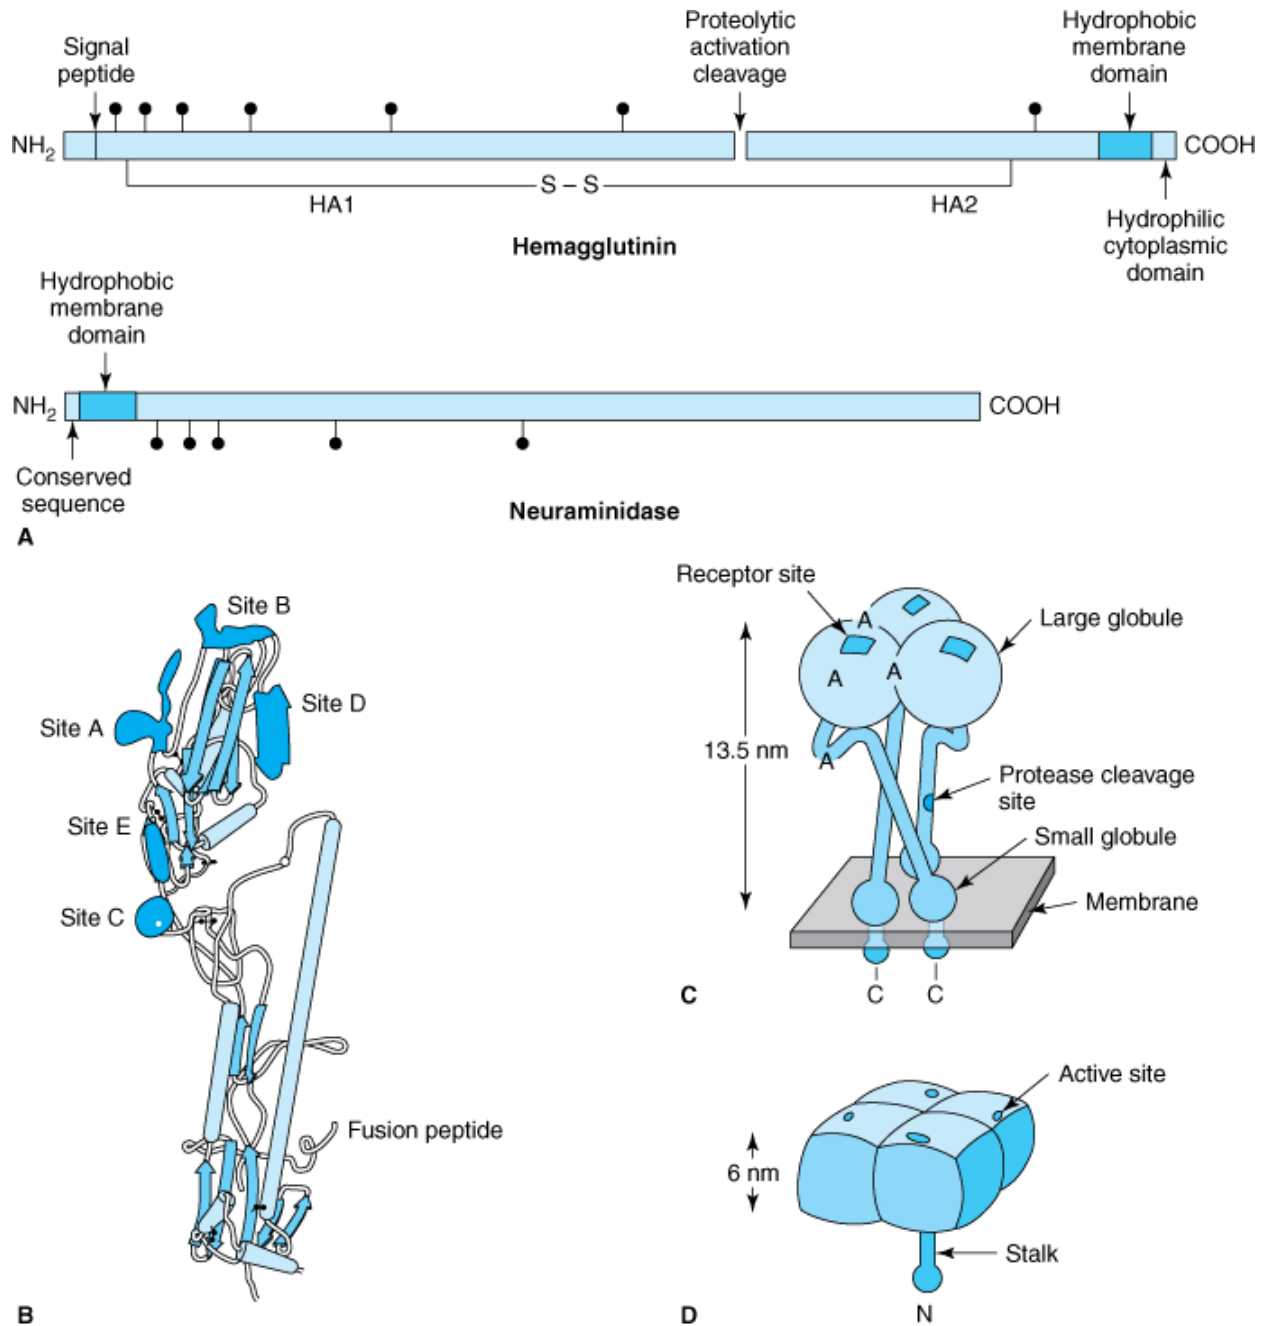 Signal
peptide
Proteolytic
activation
cleavage
Hydrophobic
membrane
domain
NH2
COOH
S – S
HA1
HA2
Hydrophilic
cytoplasmic
domain
Hemagglutinin
Hydrophobic
membrane
domain
NH2
COOH
Conserved
sequence
Neuraminidase
A
Site B
Site A
Site D
Site E
Site C
Fusion peptide
B
Receptor site
Large globule
A
A
A
A
13.5 nm
Protease cleavage
site
Small globule
Membrane
C
C
C
Active site
6 nm
Stalk
N
D